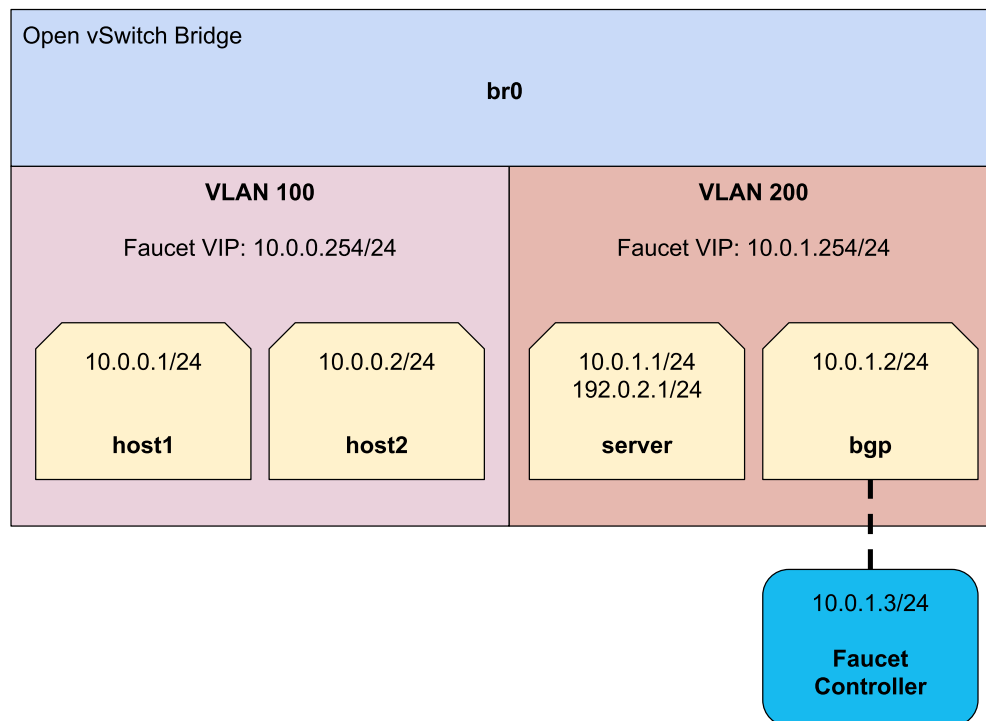 Open vSwitch Bridge
br0
VLAN 100
Faucet VIP: 10.0.0.254/24
VLAN 200
Faucet VIP: 10.0.1.254/24
10.0.0.1/24
host1
10.0.0.2/24
host2
10.0.1.1/24
192.0.2.1/24
server
10.0.1.2/24
bgp
10.0.1.3/24
Faucet
Controller